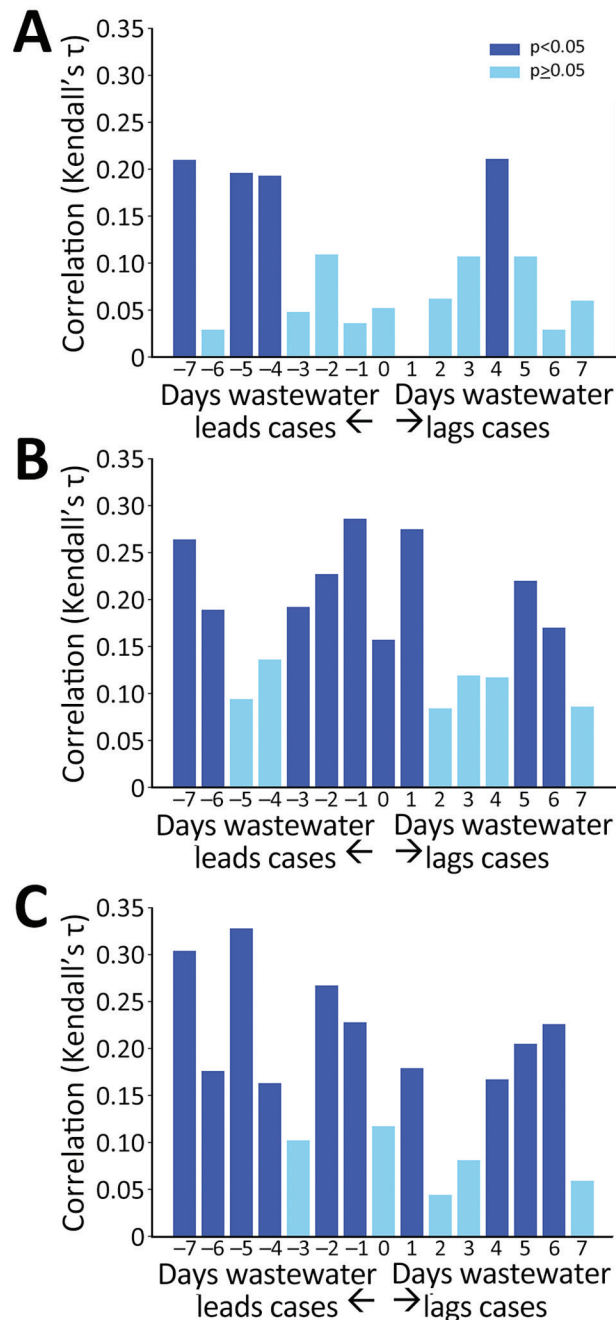 A
0.35
0.30
0.25
0.20
0.15
0.10
0.05
0
Correlation (Kendall's τ)
p<0.05
p≥0.05
–7 –6 –5 –4 –3 –2 –1 0 1 2 3 4 5 6 7
Days wastewater Days wastewater
leads cases ← → lags cases
B
0.35
0.30
0.25
0.20
0.15
0.10
0.05
0
Correlation (Kendall's τ)
–7 –6 –5 –4 –3 –2 –1 0 1 2 3 4 5 6 7
Days wastewater Days wastewater
leads cases ← → lags cases
C
0.35
0.30
0.25
0.20
0.15
0.10
0.05
0
Correlation (Kendall's τ)
–7 –6 –5 –4 –3 –2 –1 0 1 2 3 4 5 6 7
Days wastewater Days wastewater
leads cases ← → lags cases